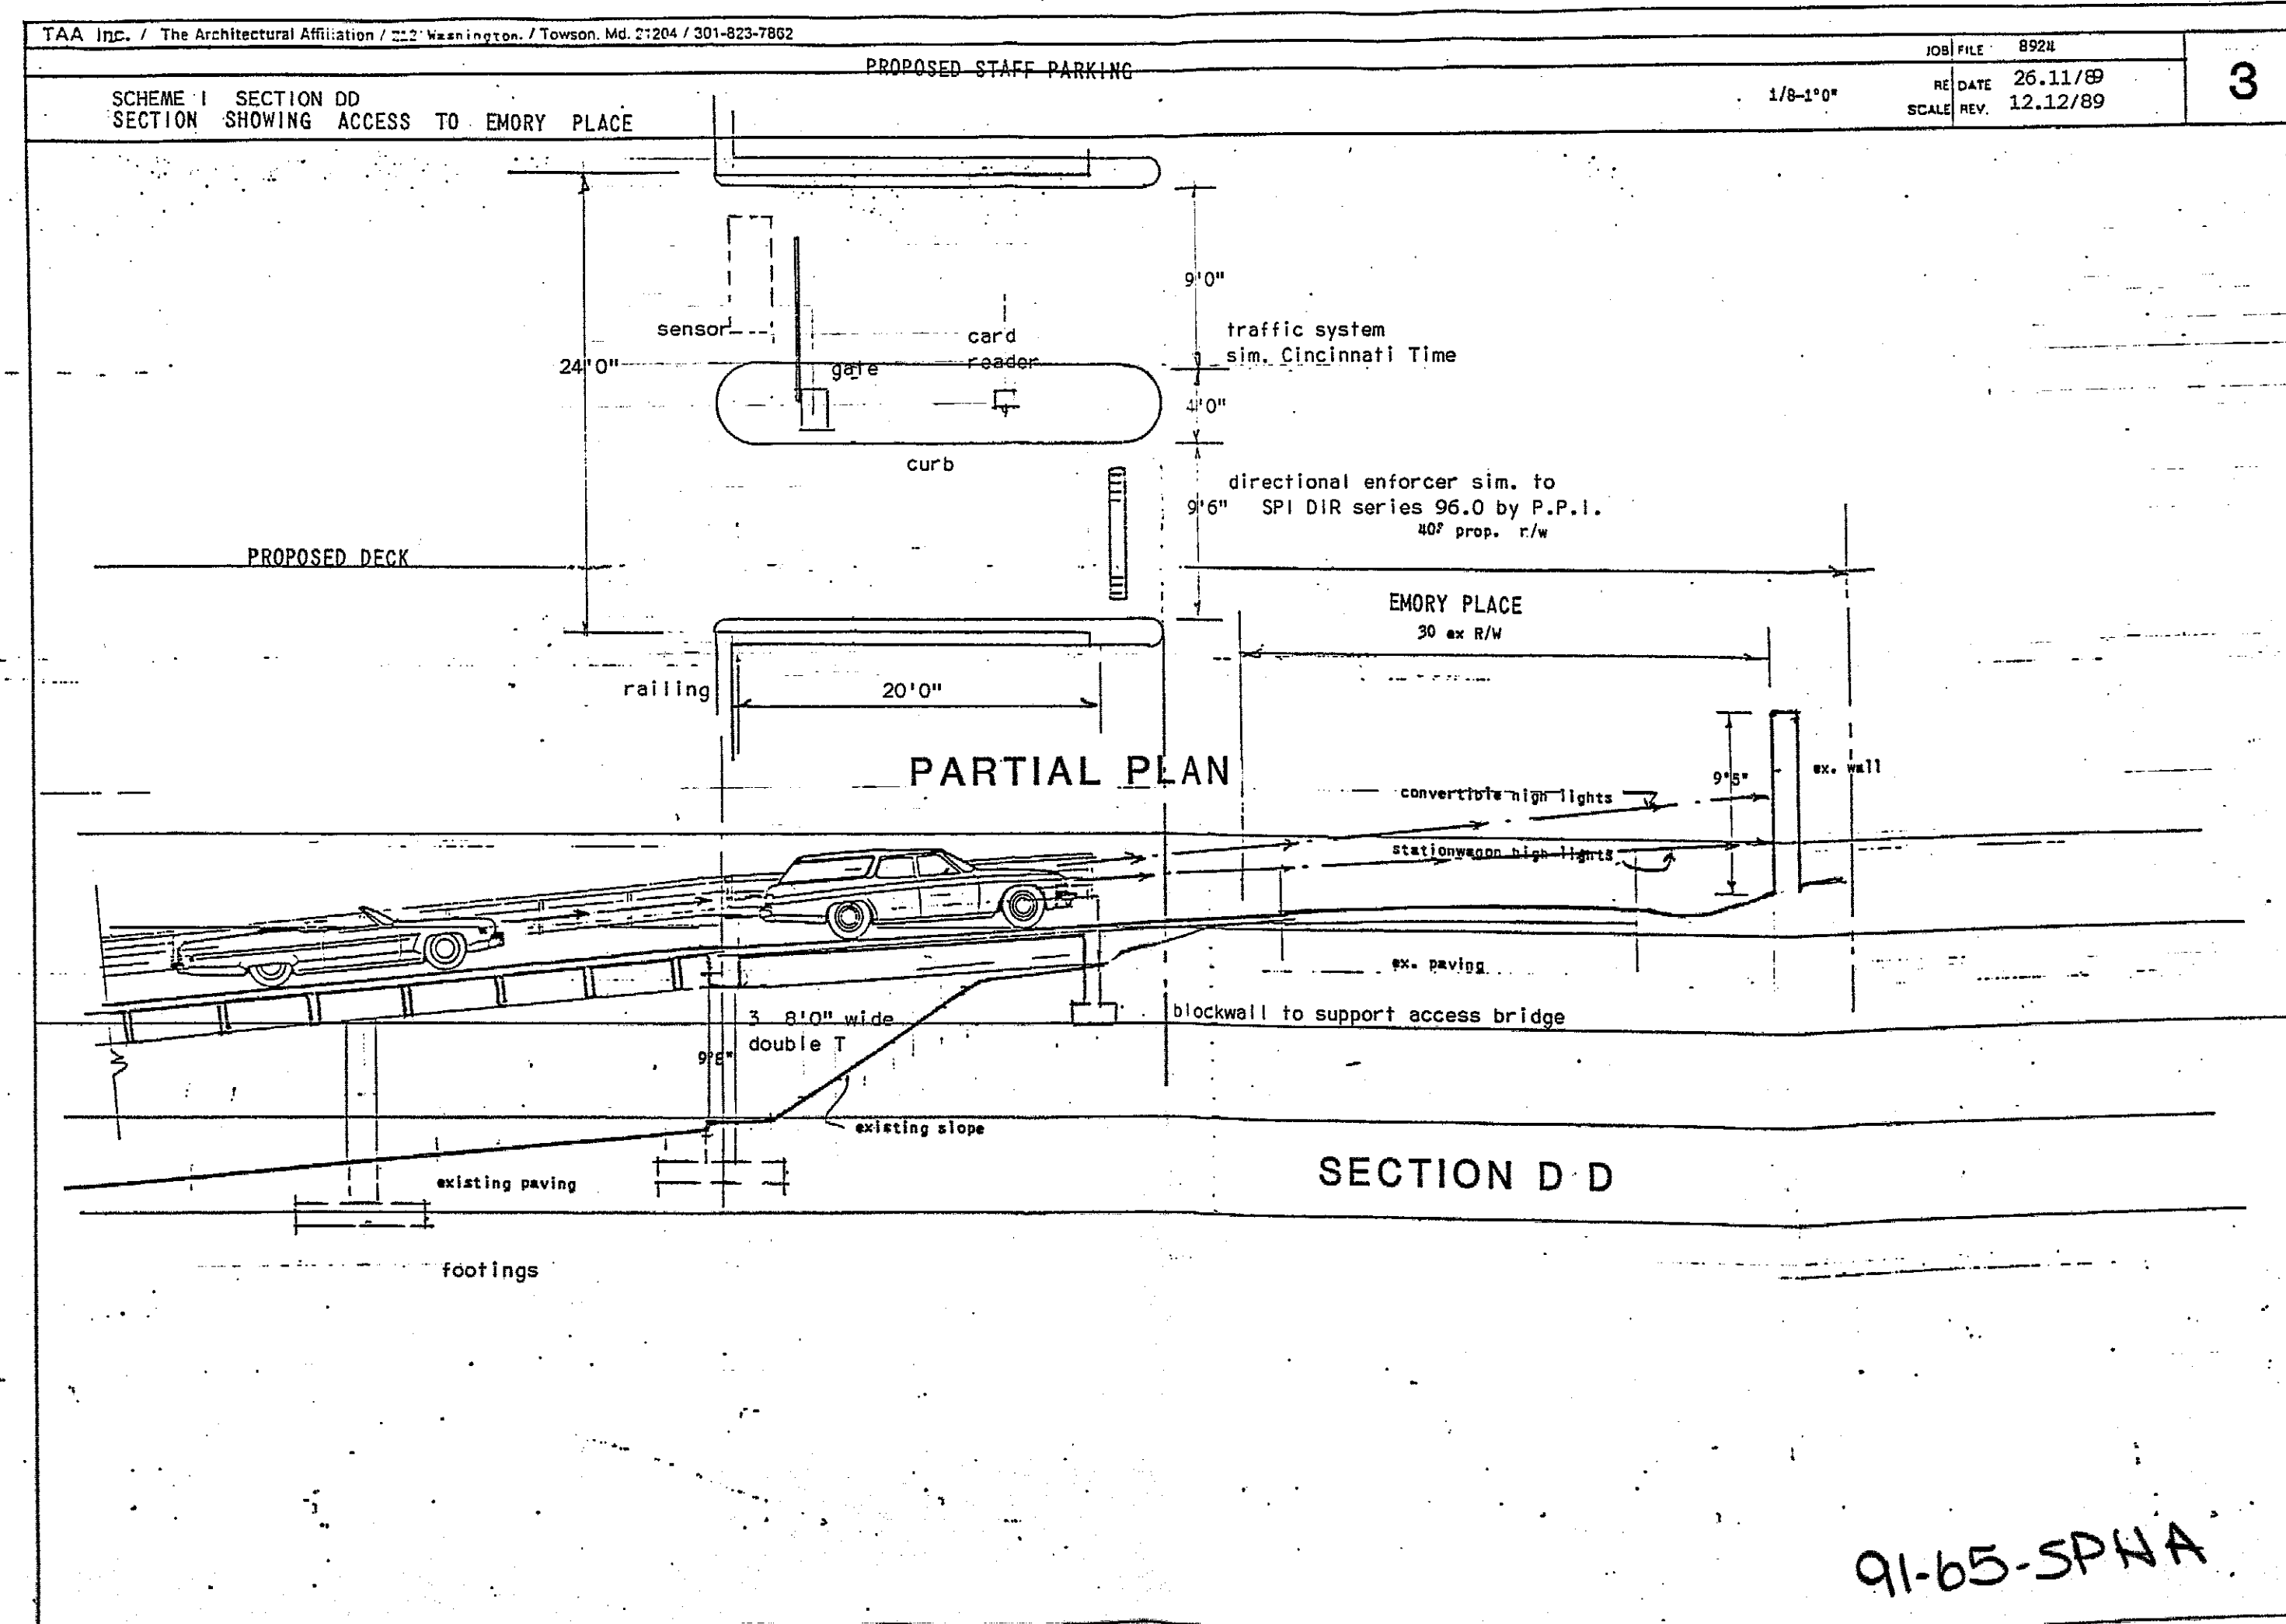 TAA Inc. / The Architectural Affiliation / Washington. / Towson. Md. 21204 / 301-823-7862
PROPOSED STAFF PARKING
JOB FILE 8924
RE DATE 26.11/89
SCALE REV. 12.12/89
1/8-1"0"
3
SCHEME I SECTION DD
SECTION SHOWING ACCESS TO EMORY PLACE
9'0"
sensor
card
reader
gate
24'0"
traffic system
sim. Cincinnati Time
4'0"
curb
directional enforcer sim. to
9'6" SPI DIR series 96.0 by P.P.I.
prop. r/w
PROPOSED DECK
EMORY PLACE
30 ex R/W
railing
20'0"
PARTIAL PLAN
9'5"
ex. wall
convertible high lights
stationwagon high lights
ex. paving
3 8'0" wide
double T
blockwall to support access bridge
existing slope
existing paving
SECTION D D
footings
91-65-SPHA